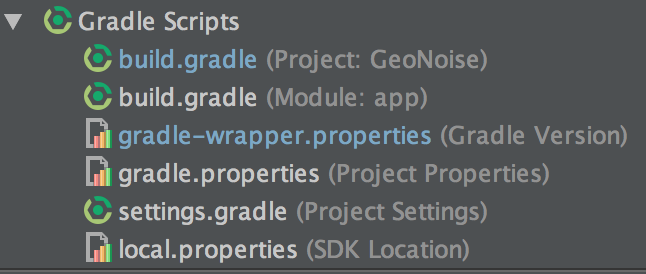 Gradle Scripts
build.gradle (Project: GeoNoise)
build.gradle (Module: app)
gradle-wrapper.properties (Gradle Version)
gradle.properties (Project Properties)
settings.gradle (Project Settings)
local.properties (SDK Location)